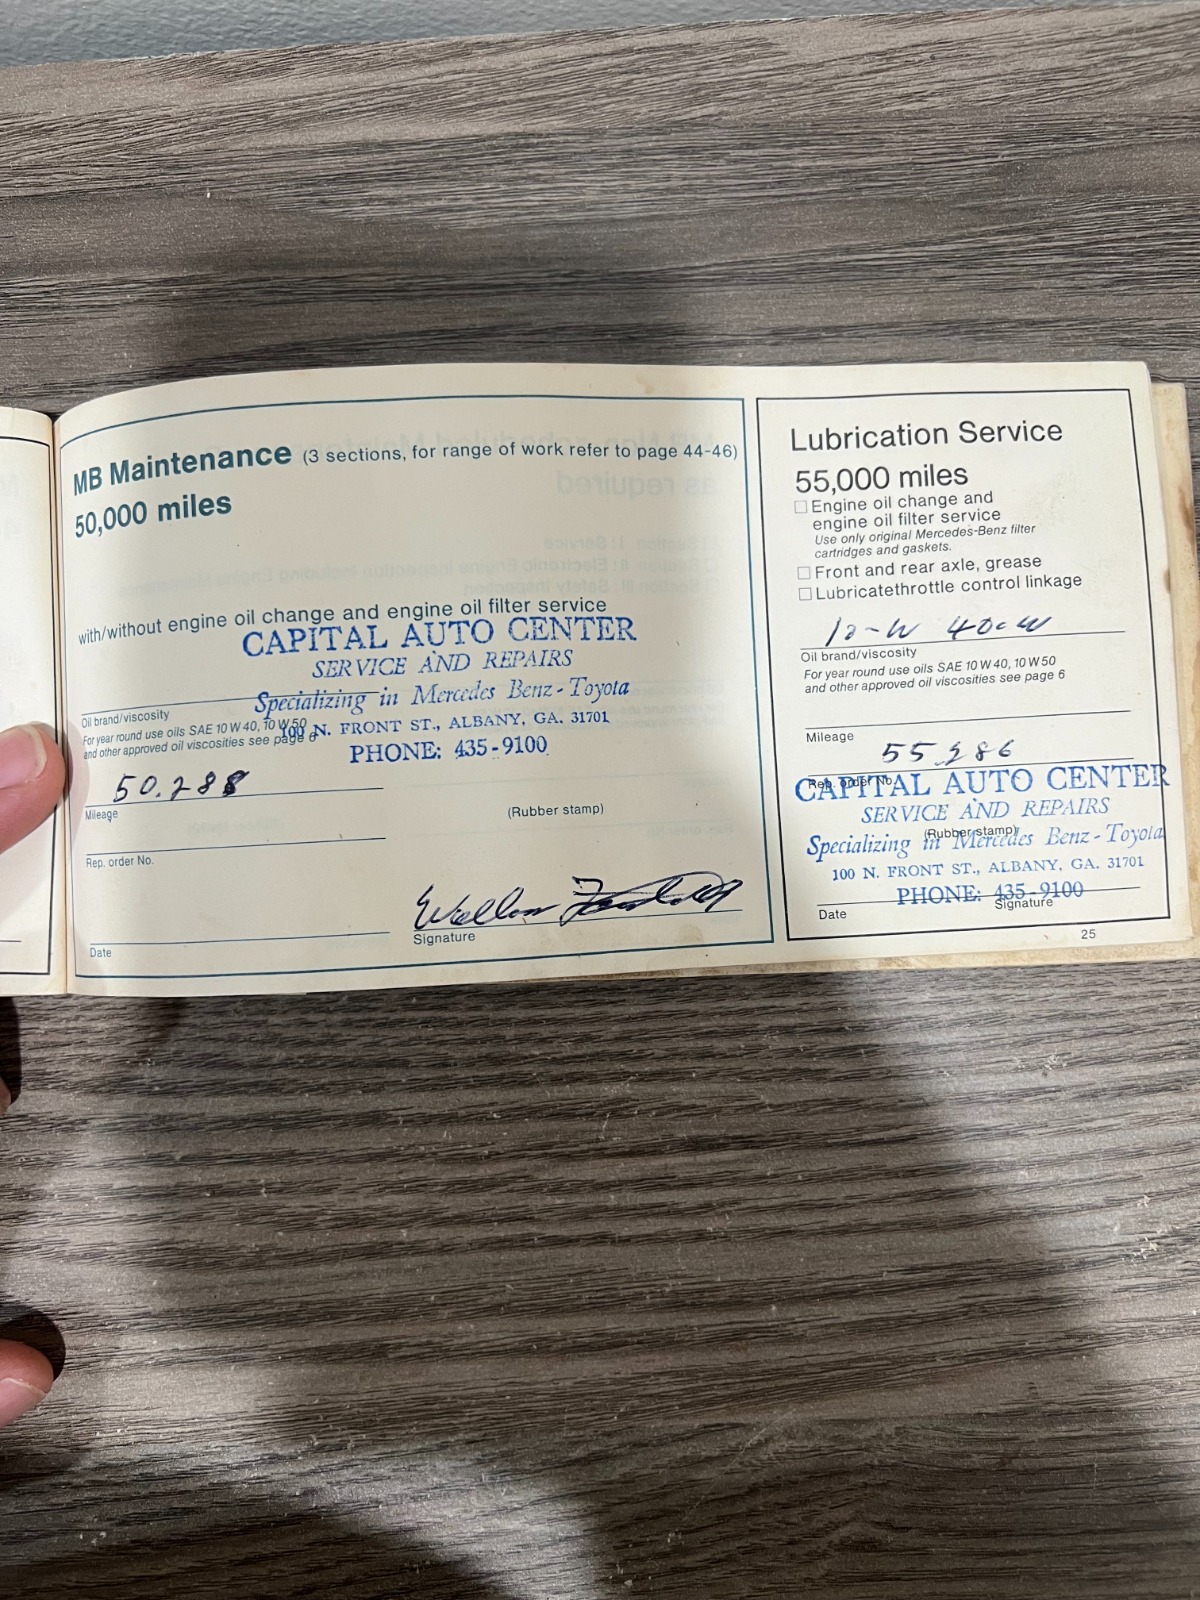 MB Maintenance (3 sections, for range of work refer to page 44-46)
50,000 miles
with/without engine oil change and engine oil filter service
CAPITAL AUTO CENTER
SERVICE AND REPAIRS
Specializing in Mercedes Benz - Toyota
100 N. FRONT ST., ALBANY, GA. 31701
PHONE: 435-9100
Oil brand/viscosity
For year round use oils SAE 10 W 40, 10 W 50
and other approved oil viscosities see page 6
50.288
Mileage
(Rubber stamp)
Rep. order No.
Date
Signature
Lubrication Service
55,000 miles
Engine oil change and
engine oil filter service
Use only original Mercedes-Benz filter
cartridges and gaskets.
Front and rear axle, grease
Lubricatethrottle control linkage
10-W 40-W
Oil brand/viscosity
For year round use oils SAE 10 W 40, 10 W 50
and other approved oil viscosities see page 6
Mileage
55.286
Rep. order No.
CAPITAL AUTO CENTER
SERVICE AND REPAIRS
(Rubber stamp)
Specializing in Mercedes Benz - Toyota
100 N. FRONT ST., ALBANY, GA. 31701
PHONE: 435-9100
Date
Signature
25